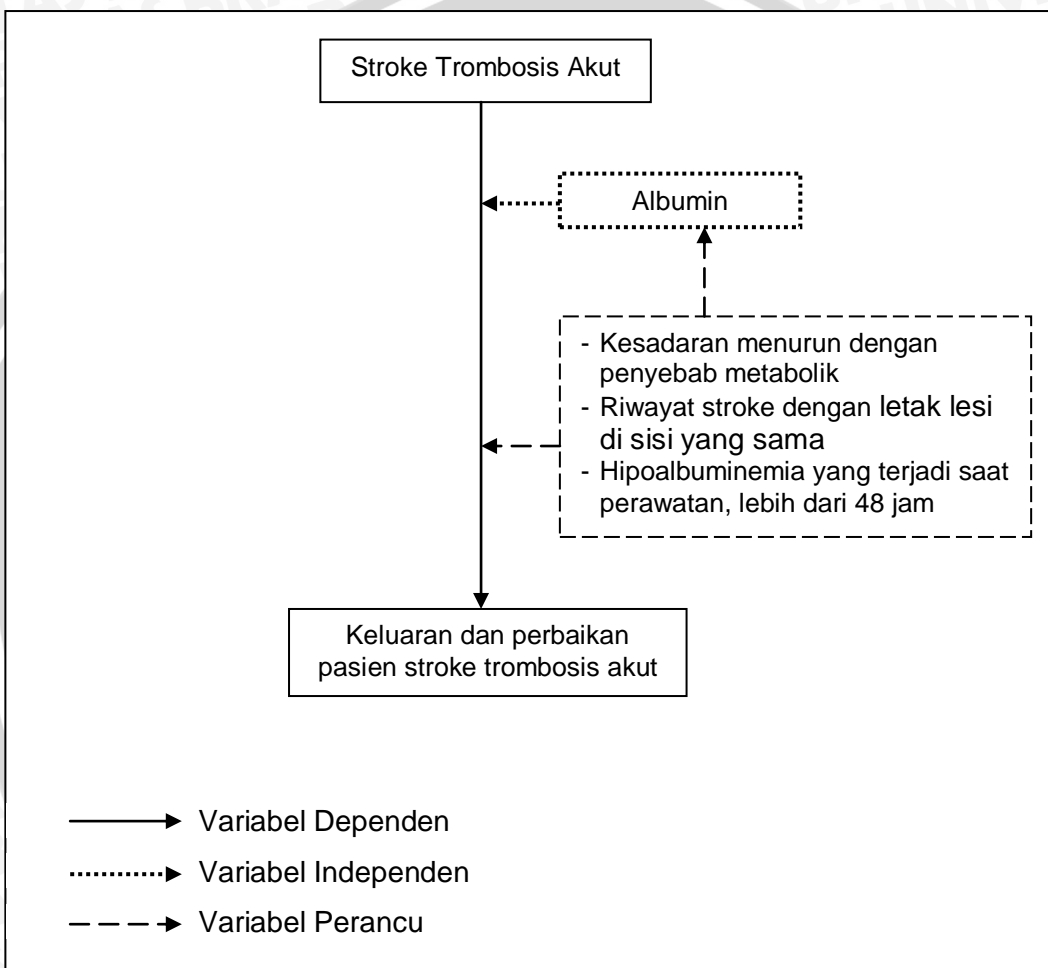 Stroke Trombosis Akut
Albumin
- Kesadaran menurun dengan
penyebab metabolik
- Riwayat stroke dengan letak lesi
di sisi yang sama
- Hipoalbuminemia yang terjadi saat
perawatan, lebih dari 48 jam
Keluaran dan perbaikan
pasien stroke trombosis akut
Variabel Dependen
Variabel Independen
Variabel Perancu